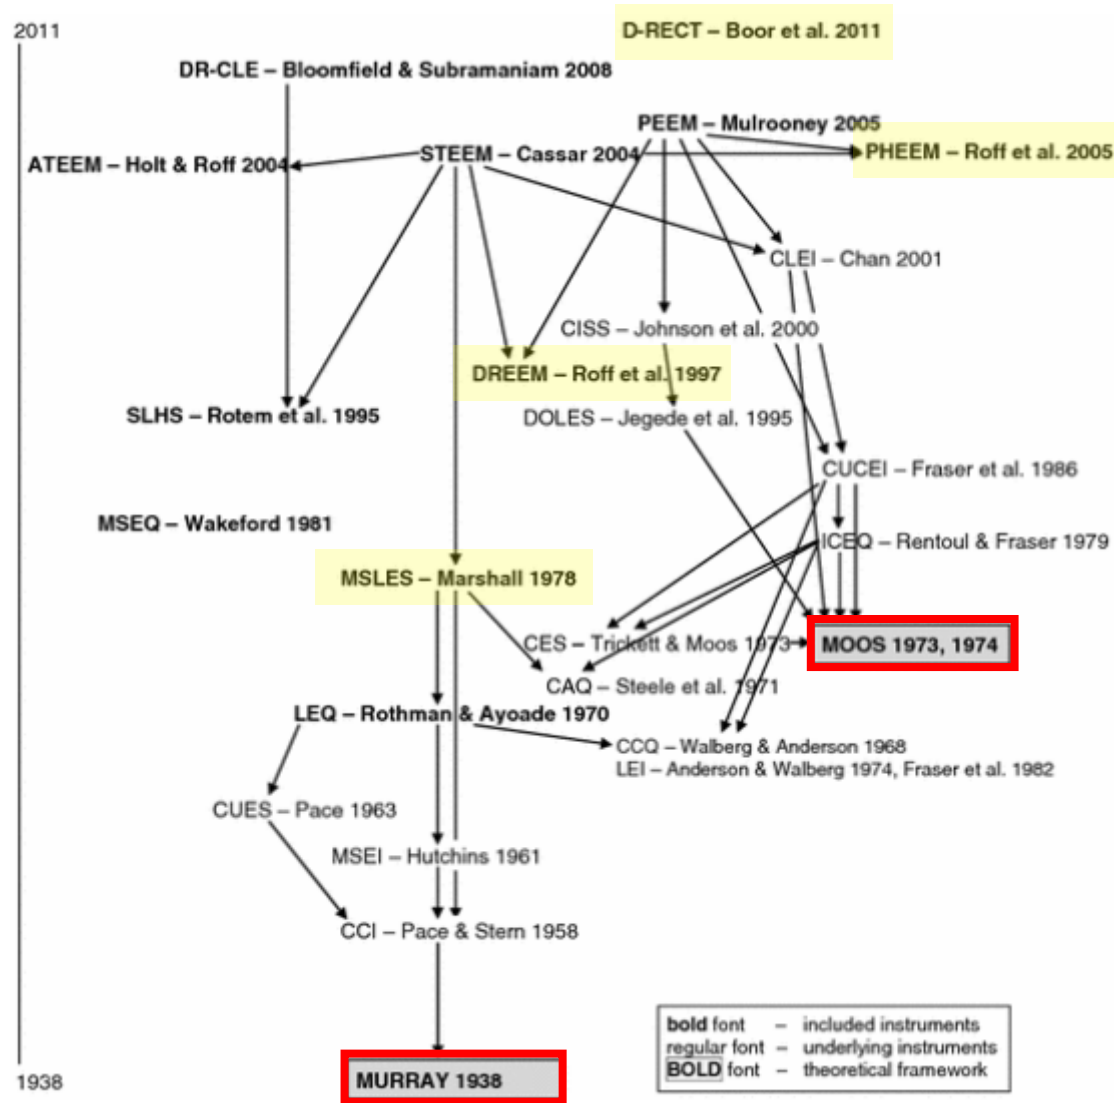 2011
D-RECT – Boor et al. 2011
DR-CLE – Bloomfield & Subramaniam 2008
PEEM – Mulrooney 2005
STEEM – Cassar 2004
PHEEM – Roff et al. 2005
ATEEM – Holt & Roff 2004
CLEI – Chan 2001
CISS – Johnson et al. 2000
DREEM – Roff et al. 1997
SLHS – Rotem et al. 1995
DOLES – Jegede et al. 1995
CUCEI – Fraser et al. 1986
MSEQ – Wakeford 1981
ICEQ – Rentoul & Fraser 1979
MSLES – Marshall 1978
CES – Trickett & Moos 1973
MOOS 1973, 1974
CAQ – Steele et al. 1971
LEQ – Rothman & Ayoade 1970
CCQ – Walberg & Anderson 1968
LEI – Anderson & Walberg 1974, Fraser et al. 1982
CUES – Pace 1963
MSEI – Hutchins 1961
CCI – Pace & Stern 1958
bold font – included instruments
regular font – underlying instruments
BOLD font – theoretical framework
MURRAY 1938
1938